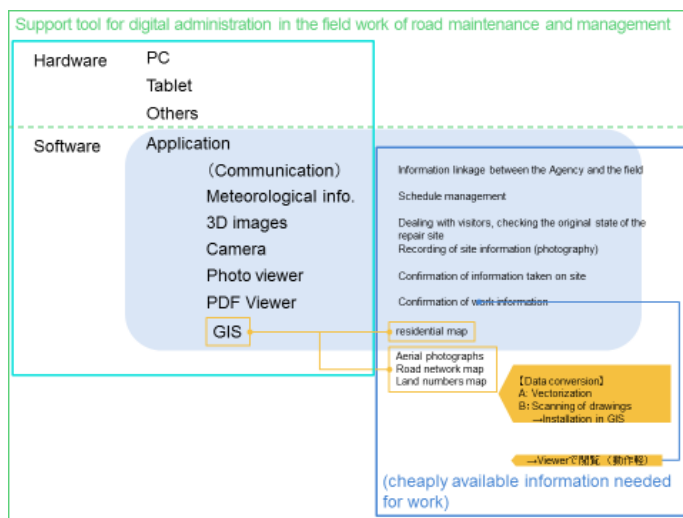 Support tool for digital administration in the field work of road maintenance and management
Hardware
PC
Tablet
Others
Software
Application
（Communication）
Information linkage between the Agency and the field
Meteorological info.
Schedule management
3D images
Dealing with visitors, checking the original state of the
repair site
Camera
Recording of site information (photography)
Photo viewer
Confirmation of information taken on site
PDF Viewer
Confirmation of work information
GIS
residential map
Aerial photographs
Road network map
Land numbers map
【Data conversion】
A: Vectorization
B: Scanning of drawings
→Installation in GIS
→Viewerで閲覧（動作軽）
(cheaply available information needed
for work)